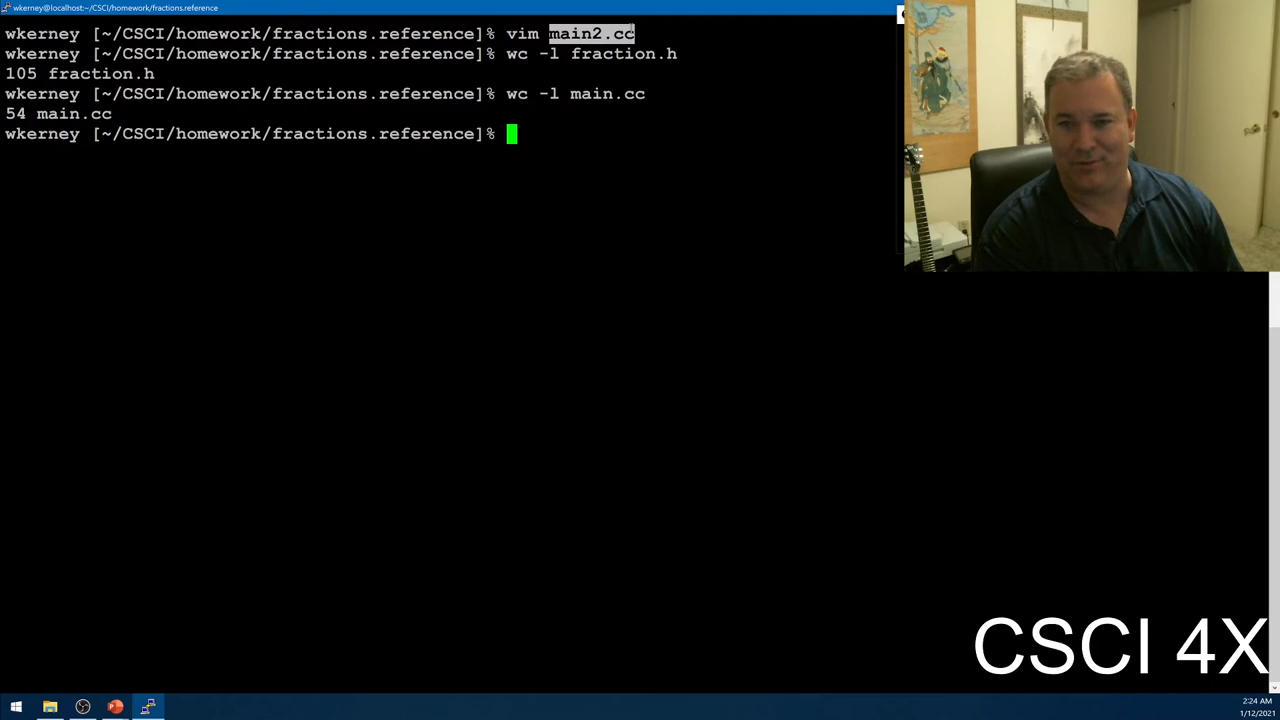 wkerney@localhost:~/CSCI/homework/fractions.reference
wkerney [~/CSCI/homework/fractions.reference]% vim main2.cc
wkerney [~/CSCI/homework/fractions.reference]% wc -l fraction.h
105 fraction.h
wkerney [~/CSCI/homework/fractions.reference]% wc -l main.cc
54 main.cc
wkerney [~/CSCI/homework/fractions.reference]%
CSCI 4X
2:24 AM
1/12/2021